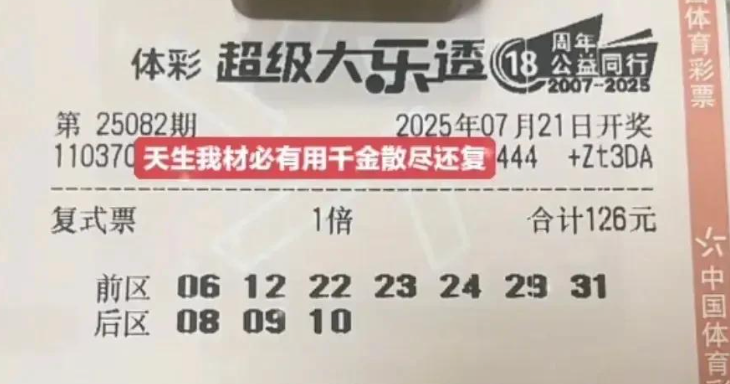 体彩 超级大乐透 18 周年
公益同行
2007--2025
第 25082期 2025年07月21日开奖
110370 天生我材必有用千金散尽还复 444 +Zt3DA
复式票 1倍 合计126元
前区 06 12 22 23 24 29 31
后区 08 09 10
国体育彩票
中国体育彩